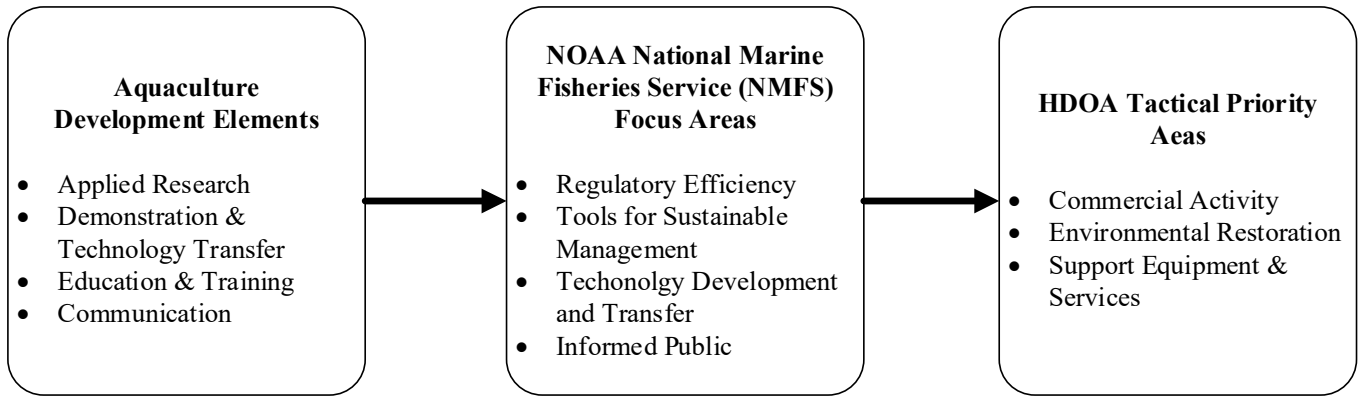 Aquaculture
Development Elements
• Applied Research
• Demonstration &
Technology Transfer
• Education & Training
• Communication
NOAA National Marine
Fisheries Service (NMFS)
Focus Areas
• Regulatory Efficiency
• Tools for Sustainable
Management
• Techonolgy Development
and Transfer
• Informed Public
HDOA Tactical Priority
Aeas
• Commercial Activity
• Environmental Restoration
• Support Equipment &
Services